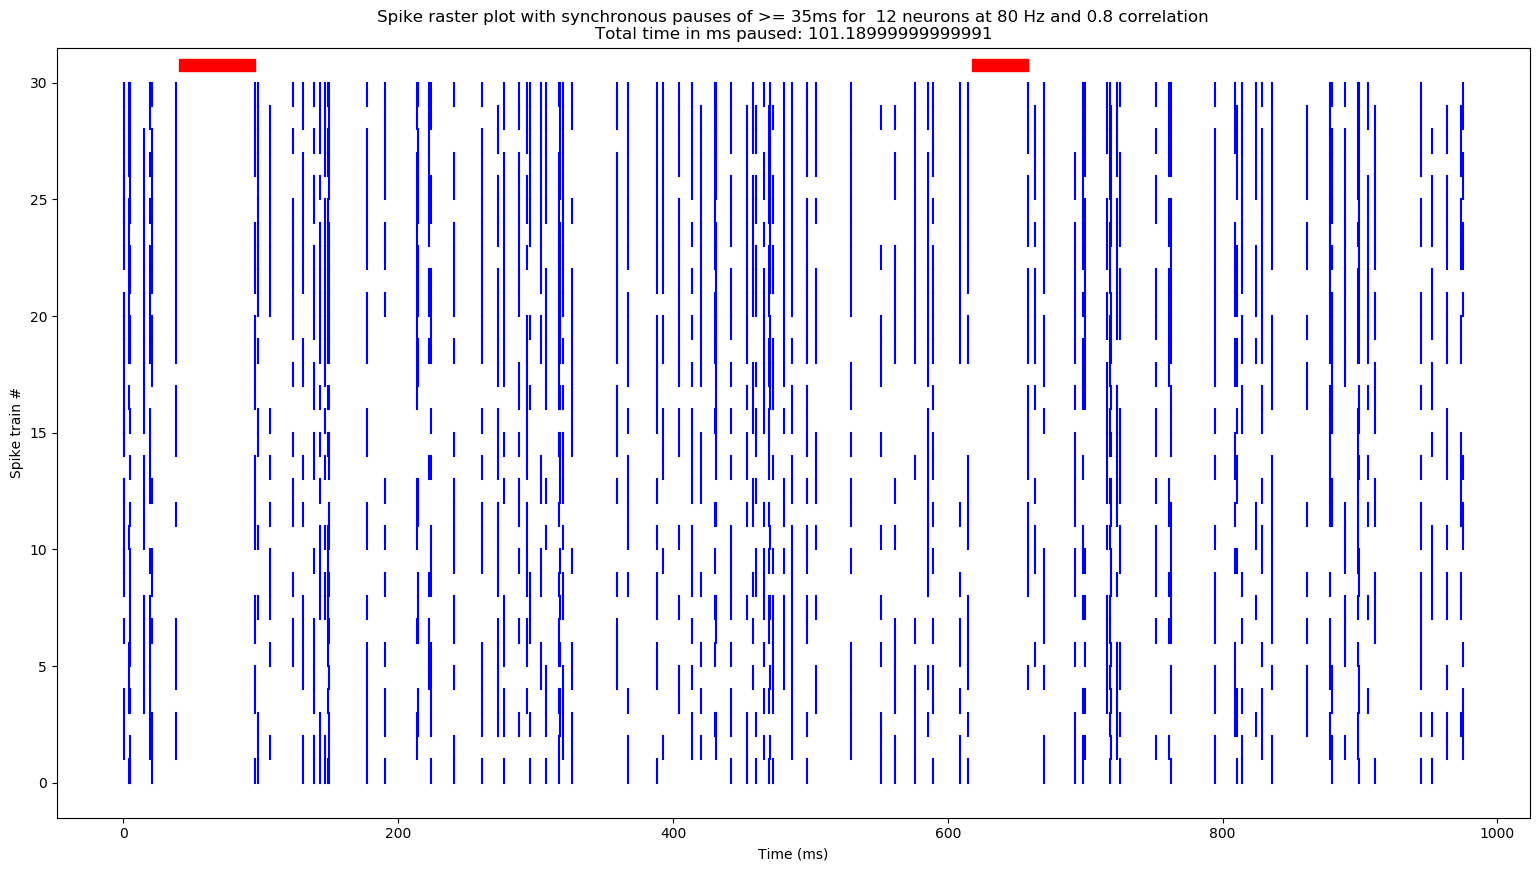 Spike raster plot with synchronous pauses of >= 35ms for  12 neurons at 80 Hz and 0.8 correlation
Total time in ms paused: 101.18999999999991
30
25
20
15
10
5
0
Spike train #
0 200 400 600 800 1000
Time (ms)